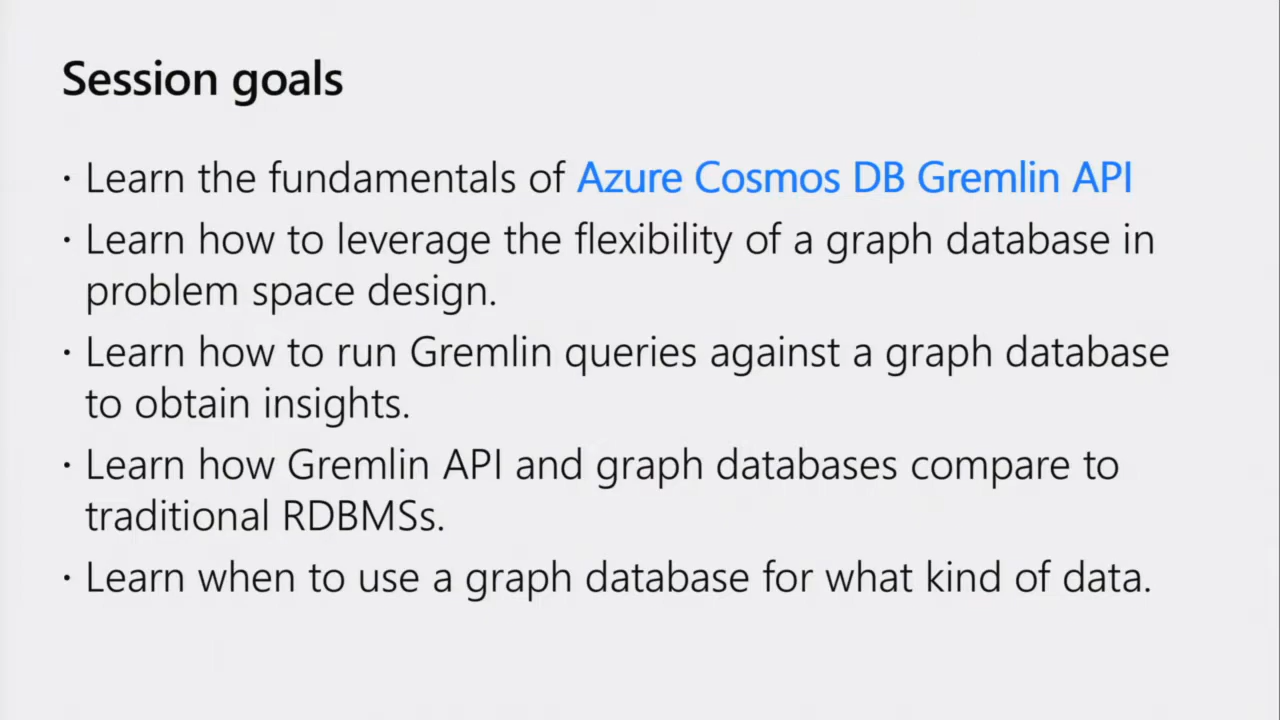 Session goals
· Learn the fundamentals of Azure Cosmos DB Gremlin API
· Learn how to leverage the flexibility of a graph database in
problem space design.
· Learn how to run Gremlin queries against a graph database
to obtain insights.
· Learn how Gremlin API and graph databases compare to
traditional RDBMSs.
· Learn when to use a graph database for what kind of data.